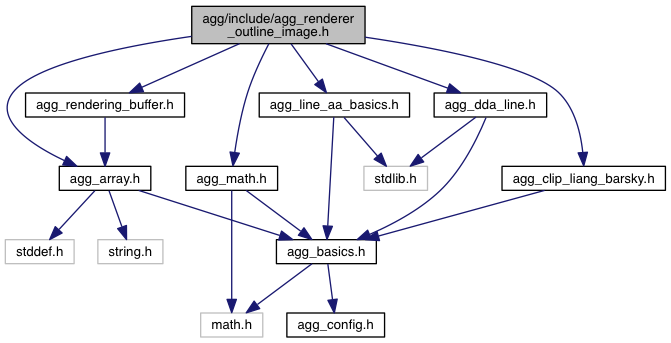 agg/include/agg_renderer
_outline_image.h
agg_rendering_buffer.h
agg_line_aa_basics.h
agg_dda_line.h
agg_array.h
agg_math.h
stdlib.h
agg_clip_liang_barsky.h
stddef.h
string.h
agg_basics.h
math.h
agg_config.h